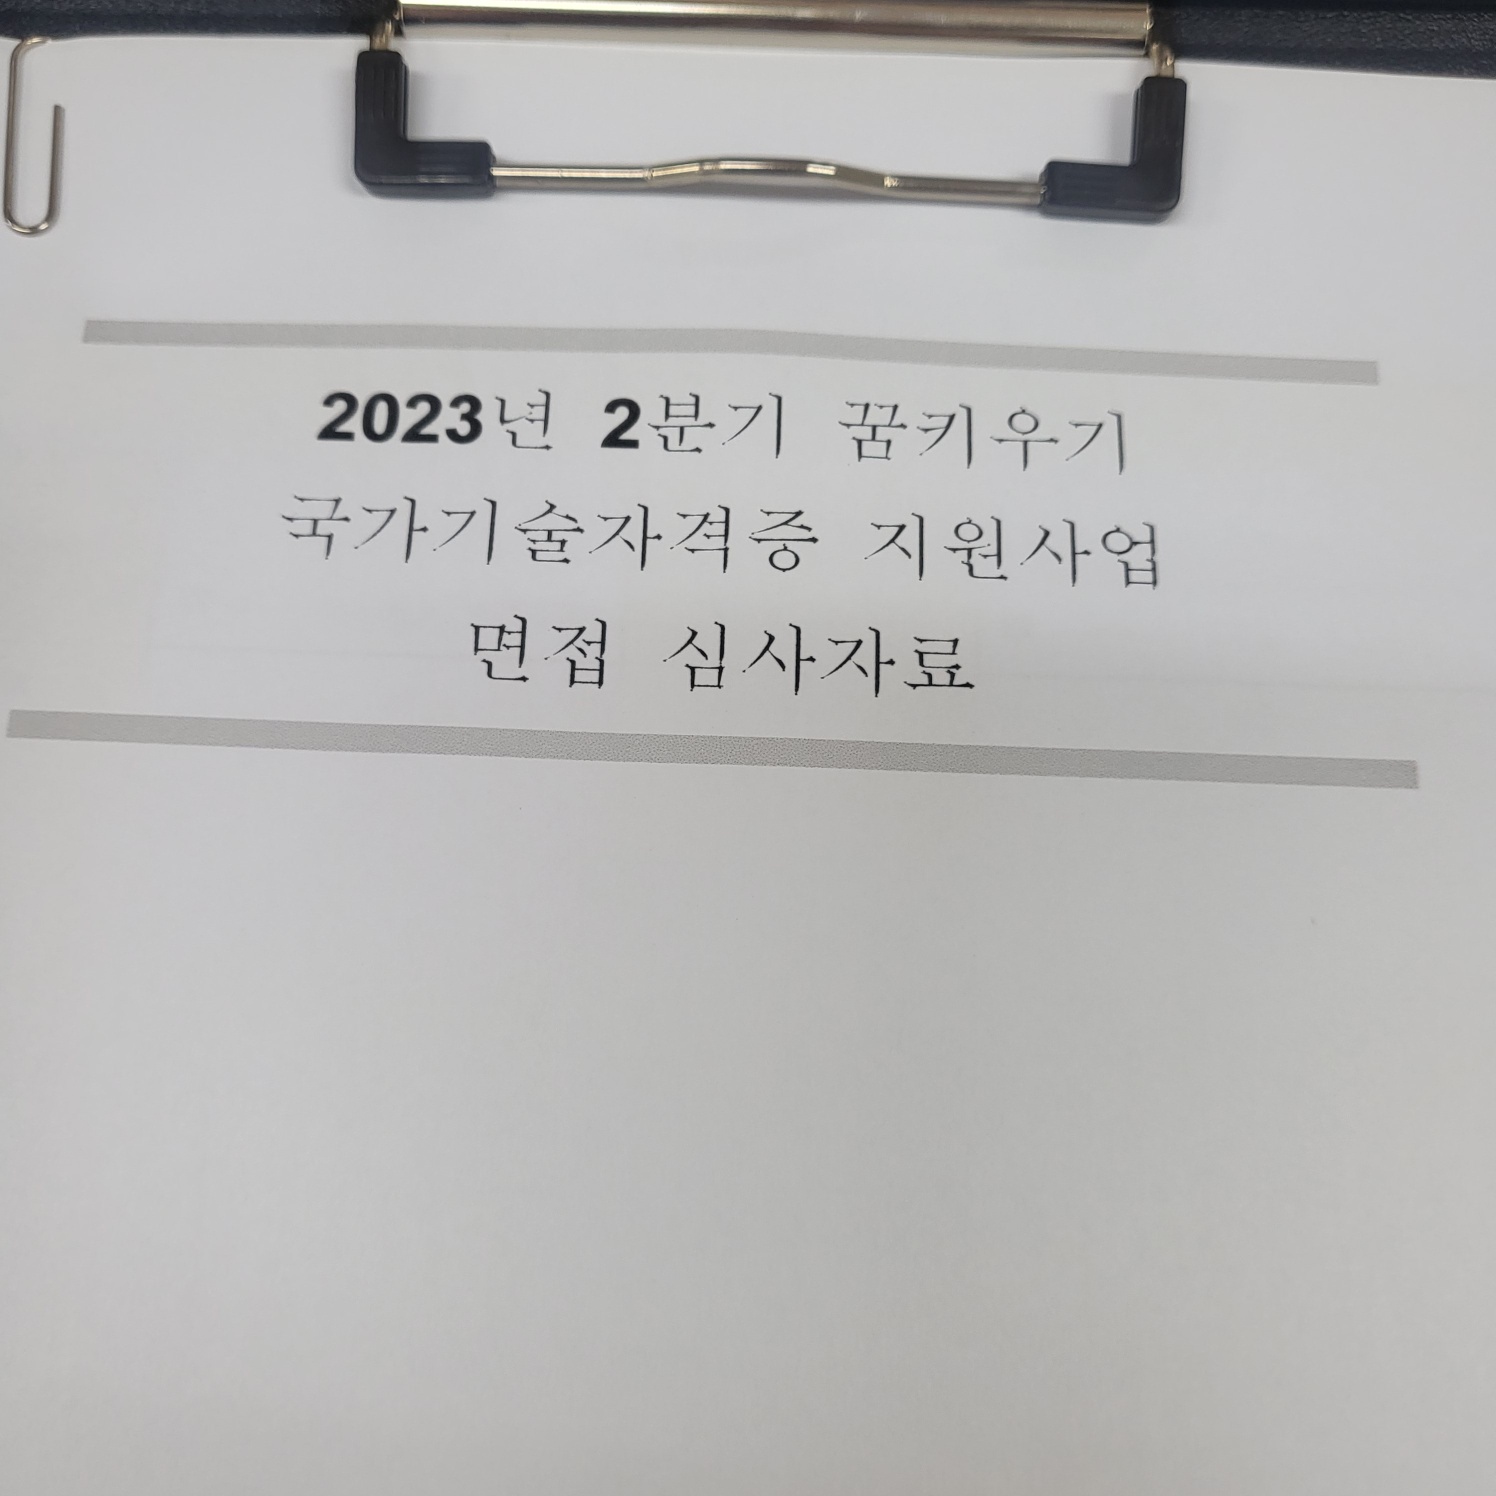 2023년 2분기 꿈키우기
국가기술자격증 지원사업
면접 심사자료